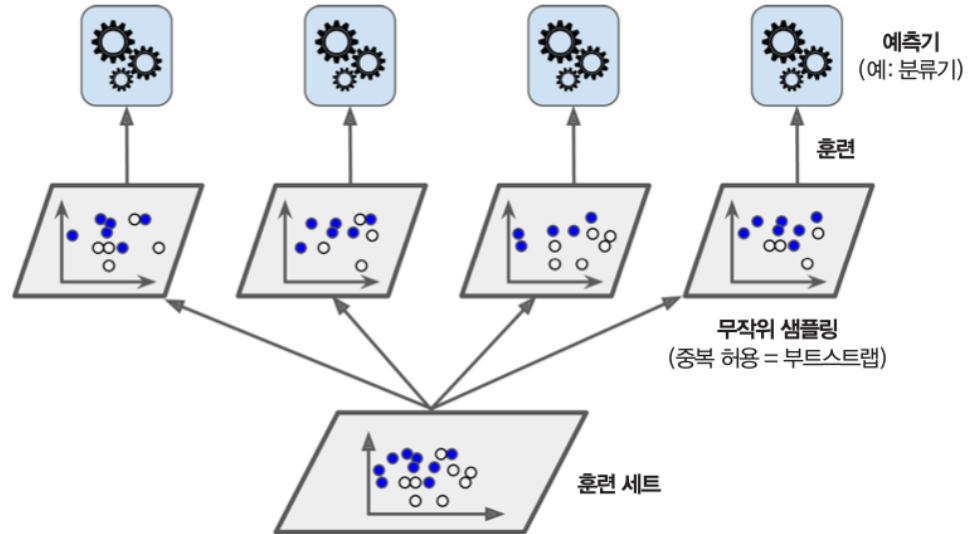 예측기
(예: 분류기)
훈련
무작위 샘플링
(중복 허용 = 부트스트랩)
훈련 세트